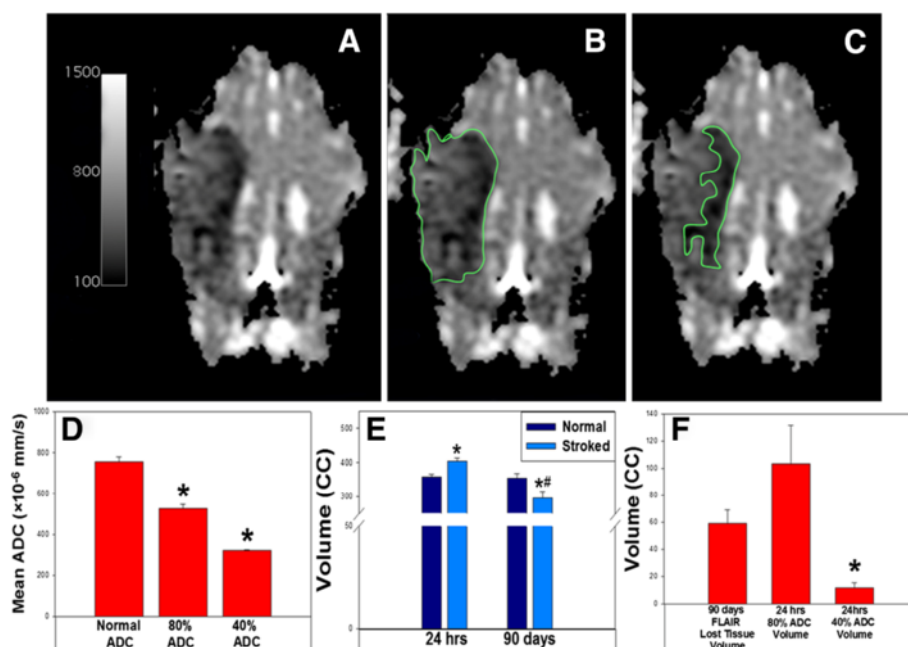 A
B
C
1500
800
100
D
Mean ADC (×10⁻⁶ mm/s)
1000
800
600
400
200
0
*
*
Normal ADC
80% ADC
40% ADC
E
Normal
Stroked
Volume (CC)
400
350
300
50
0
*
*#
24 hrs
90 days
F
Volume (CC)
140
120
100
80
60
40
20
0
*
90 days
FLAIR
Lost Tissue
Volume
24 hrs
80% ADC
Volume
24hrs
40% ADC
Volume